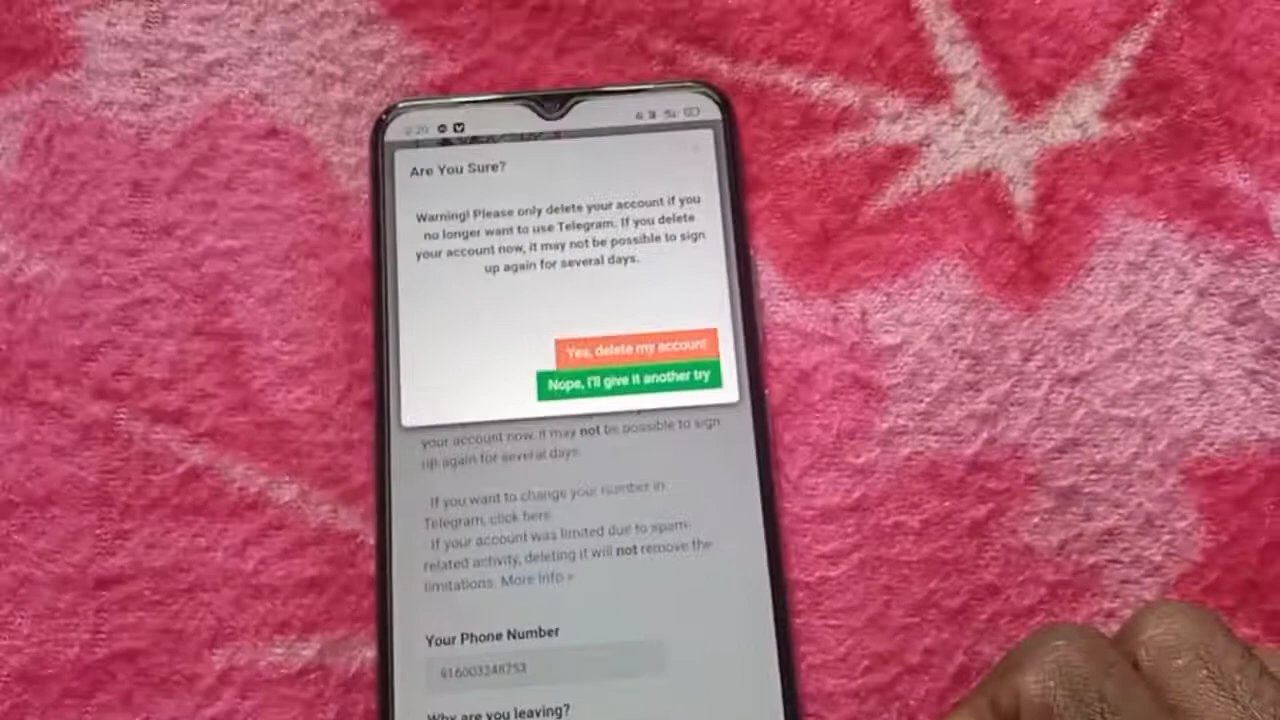 2:20
Are You Sure?
Warning! Please only delete your account if you
no longer want to use Telegram. If you delete
your account now, it may not be possible to sign
up again for several days.
Yes, delete my account
Nope, I'll give it another try
your account now, it may not be possible to sign
up again for several days.
If you want to change your number in
Telegram, click here.
If your account was limited due to spam-
related activity, deleting it will not remove the
limitations. More Info »
Your Phone Number
916003248753
Why are you leaving?